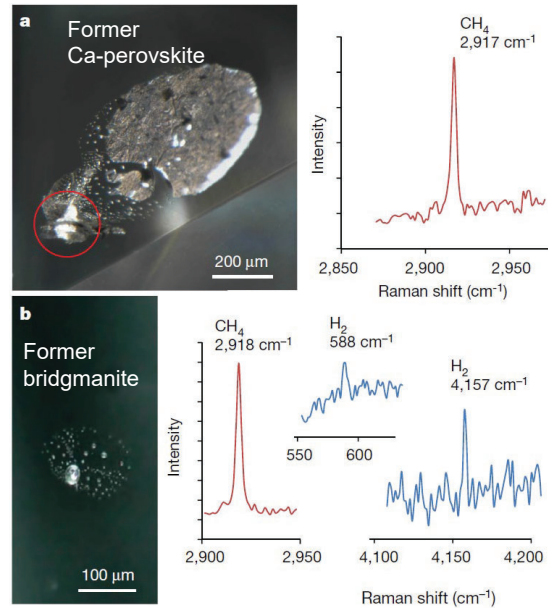 a
Former
Ca-perovskite
200 µm
CH4
2,917 cm–1
Intensity
2,850
2,900
2,950
Raman shift (cm–1)
b
Former
bridgmanite
100 µm
CH4
2,918 cm–1
Intensity
2,900
2,950
H2
588 cm–1
550
600
H2
4,157 cm–1
4,100
4,150
4,200
Raman shift (cm–1)